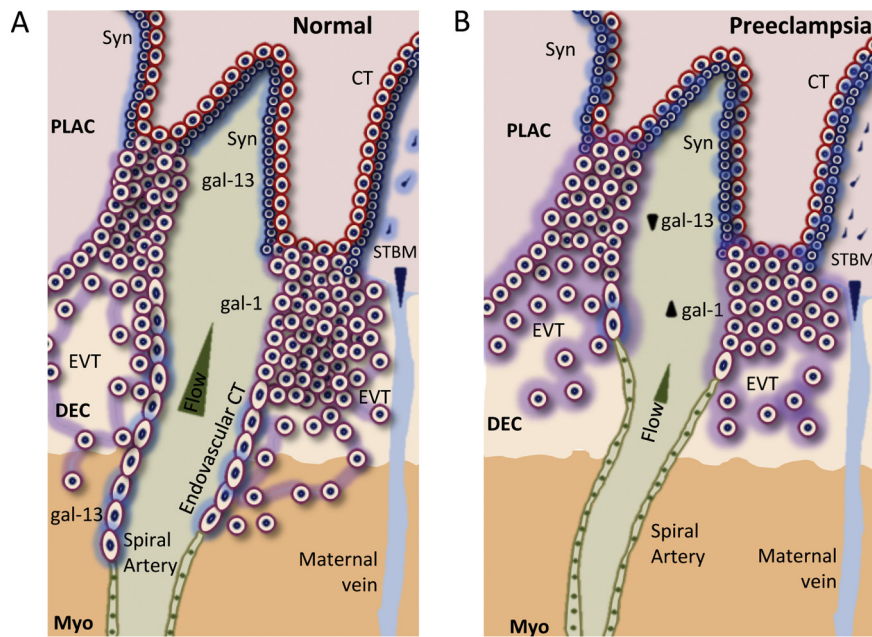 A
Normal
Syn
CT
PLAC
Syn
gal-13
STBM
gal-1
EVT
EVT
DEC
Flow
Endovascular CT
gal-13
Spiral
Artery
Maternal
vein
Myo
B
Preeclampsia
Syn
CT
PLAC
Syn
gal-13
STBM
gal-1
EVT
EVT
DEC
Flow
Spiral
Artery
Maternal
vein
Myo